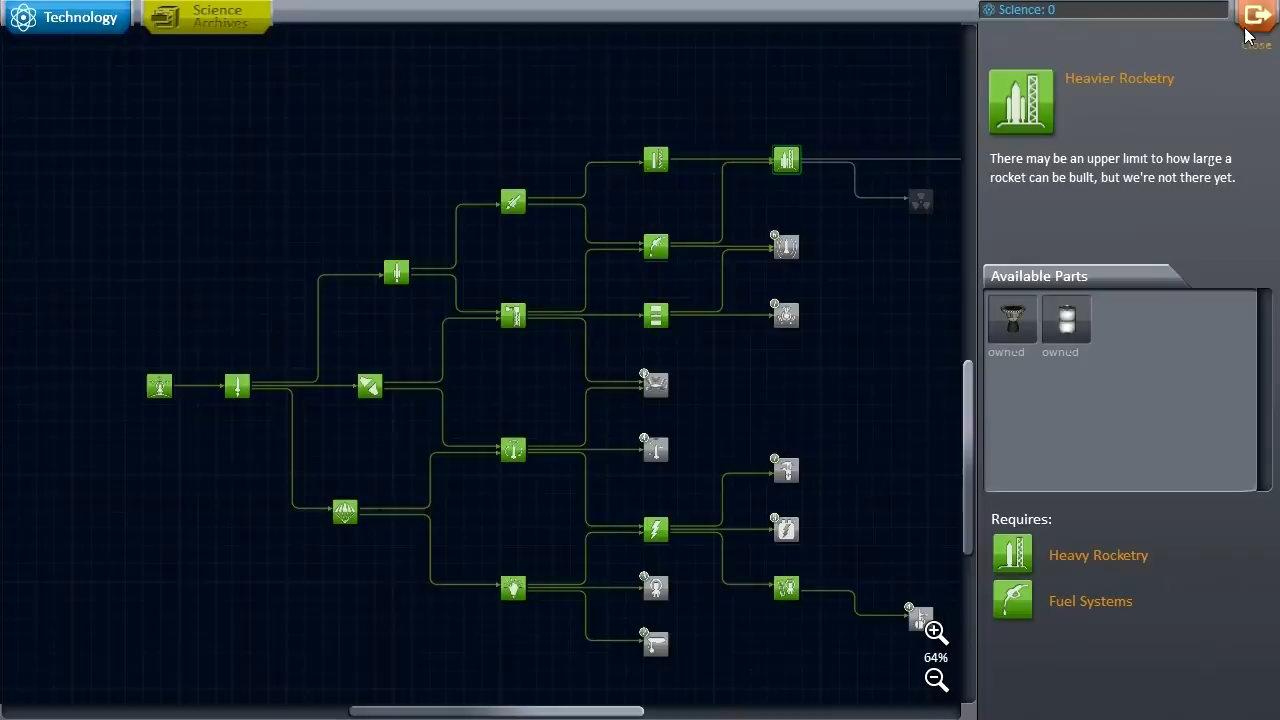 Technology
Science
Archives
Science: 0
Close
Heavier Rocketry
There may be an upper limit to how large a
rocket can be built, but we're not there yet.
Available Parts
owned owned
Requires:
Heavy Rocketry
Fuel Systems
64%